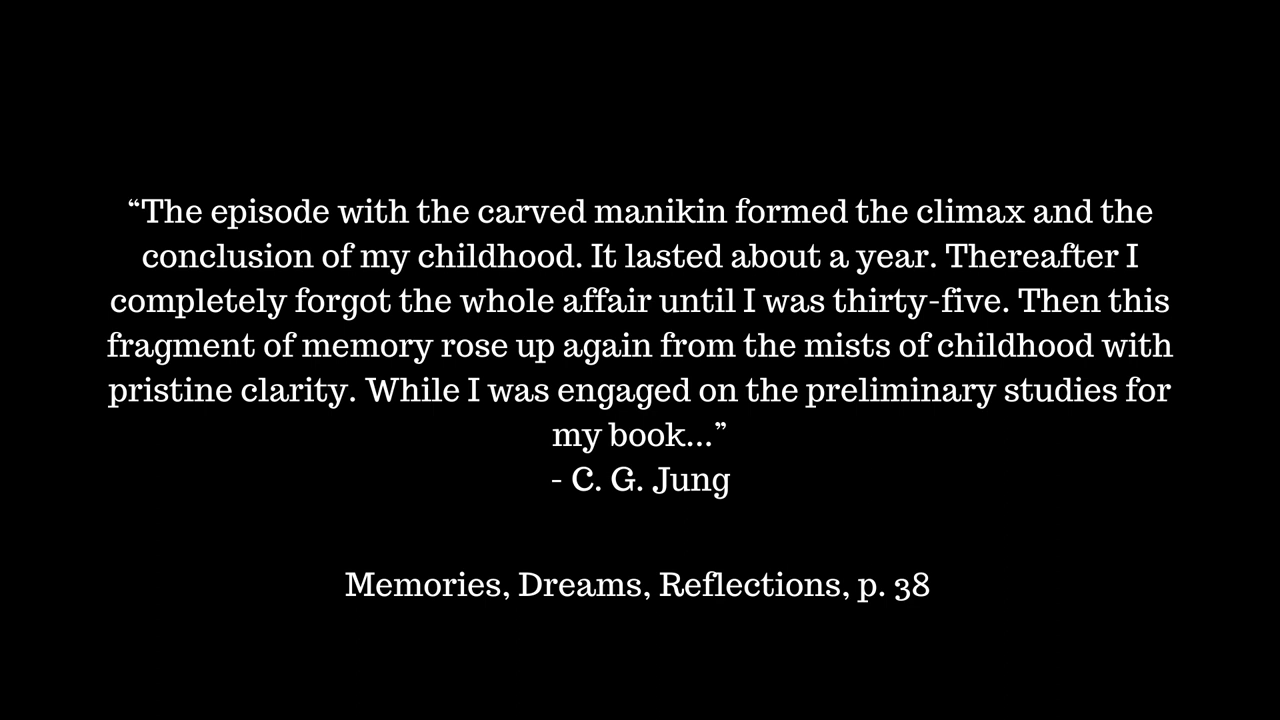 “The episode with the carved manikin formed the climax and the
conclusion of my childhood. It lasted about a year. Thereafter I
completely forgot the whole affair until I was thirty-five. Then this
fragment of memory rose up again from the mists of childhood with
pristine clarity. While I was engaged on the preliminary studies for
my book...”
- C. G. Jung
Memories, Dreams, Reflections, p. 38